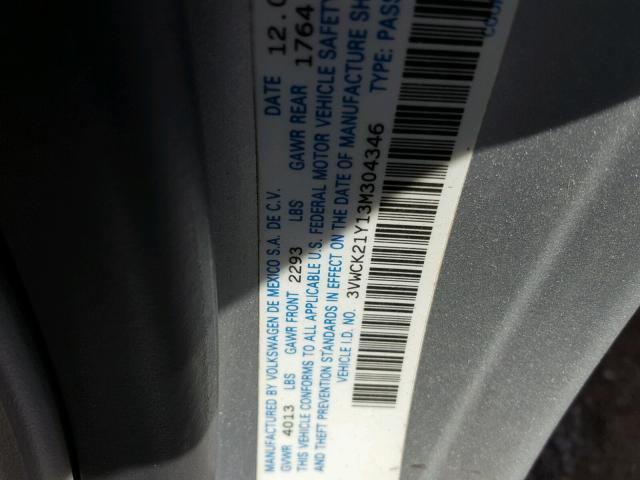 MANUFACTURED BY VOLKSWAGEN DE MEXICO S.A. DE C.V. DATE 12.0
GVWR 4013 LBS GAWR FRONT 2293 LBS GAWR REAR 1764
THIS VEHICLE CONFORMS TO ALL APPLICABLE U.S. FEDERAL MOTOR VEHICLE SAFETY
AND THEFT PREVENTION STANDARDS IN EFFECT ON THE DATE OF MANUFACTURE SH
VEHICLE I.D. NO. 3VWCK21Y13M304346 TYPE: PASS